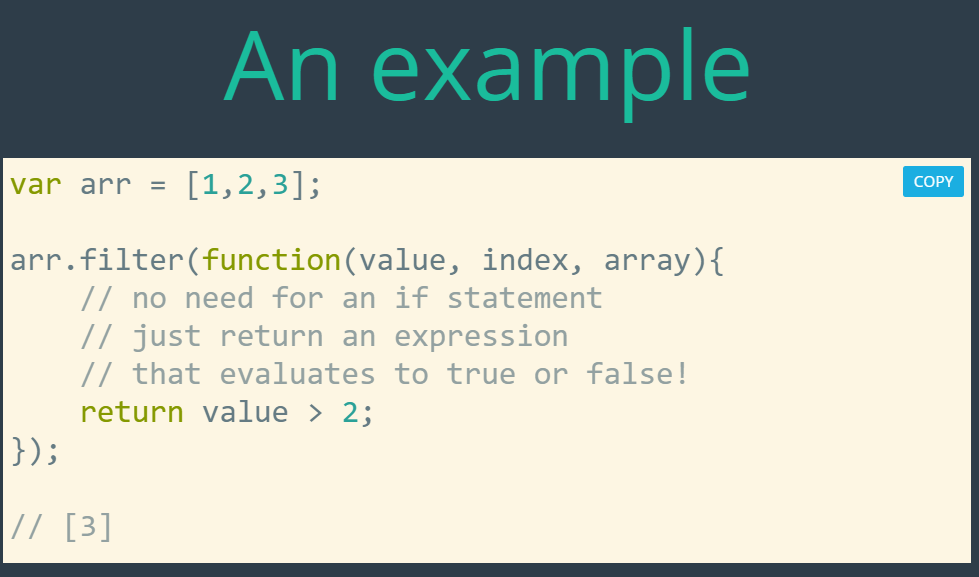 An example
var arr = [1,2,3];
COPY
arr.filter(function(value, index, array){
    // no need for an if statement
    // just return an expression
    // that evaluates to true or false!
    return value > 2;
});
// [3]